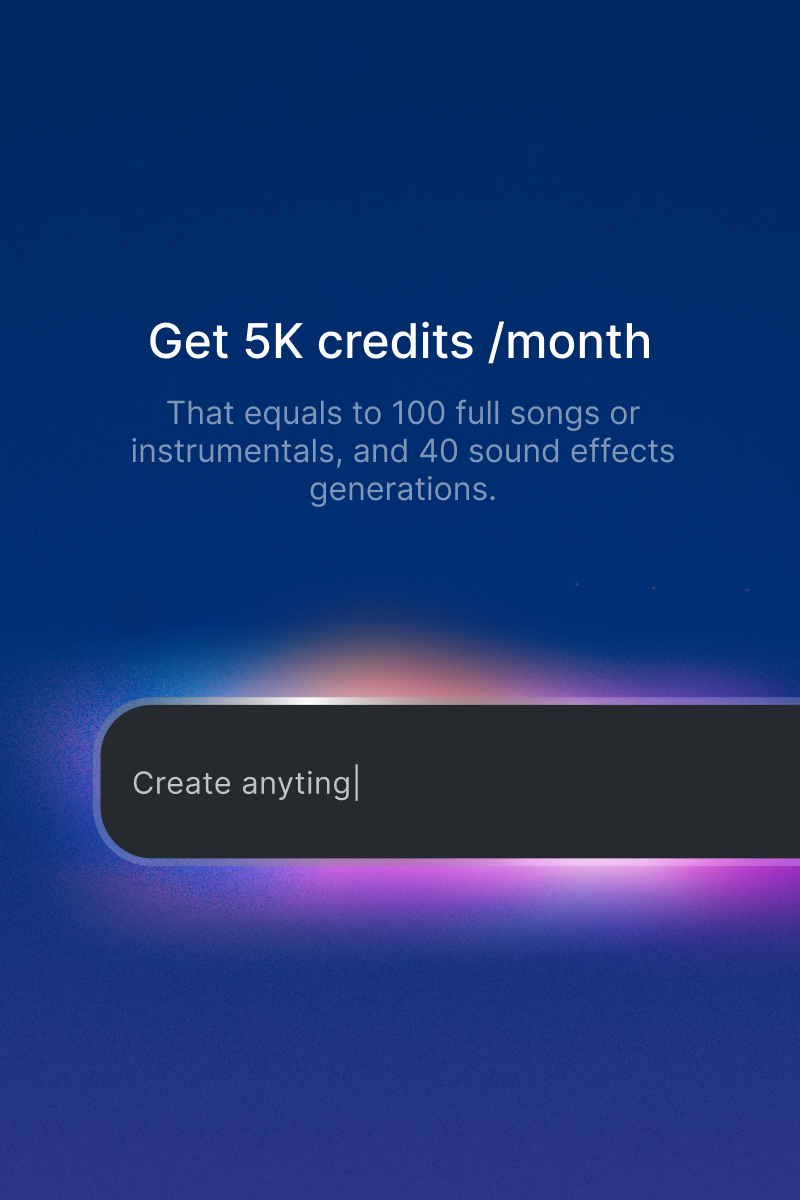 Get 5K credits /month
That equals to 100 full songs or
instrumentals, and 40 sound effects
generations.
Create anyting